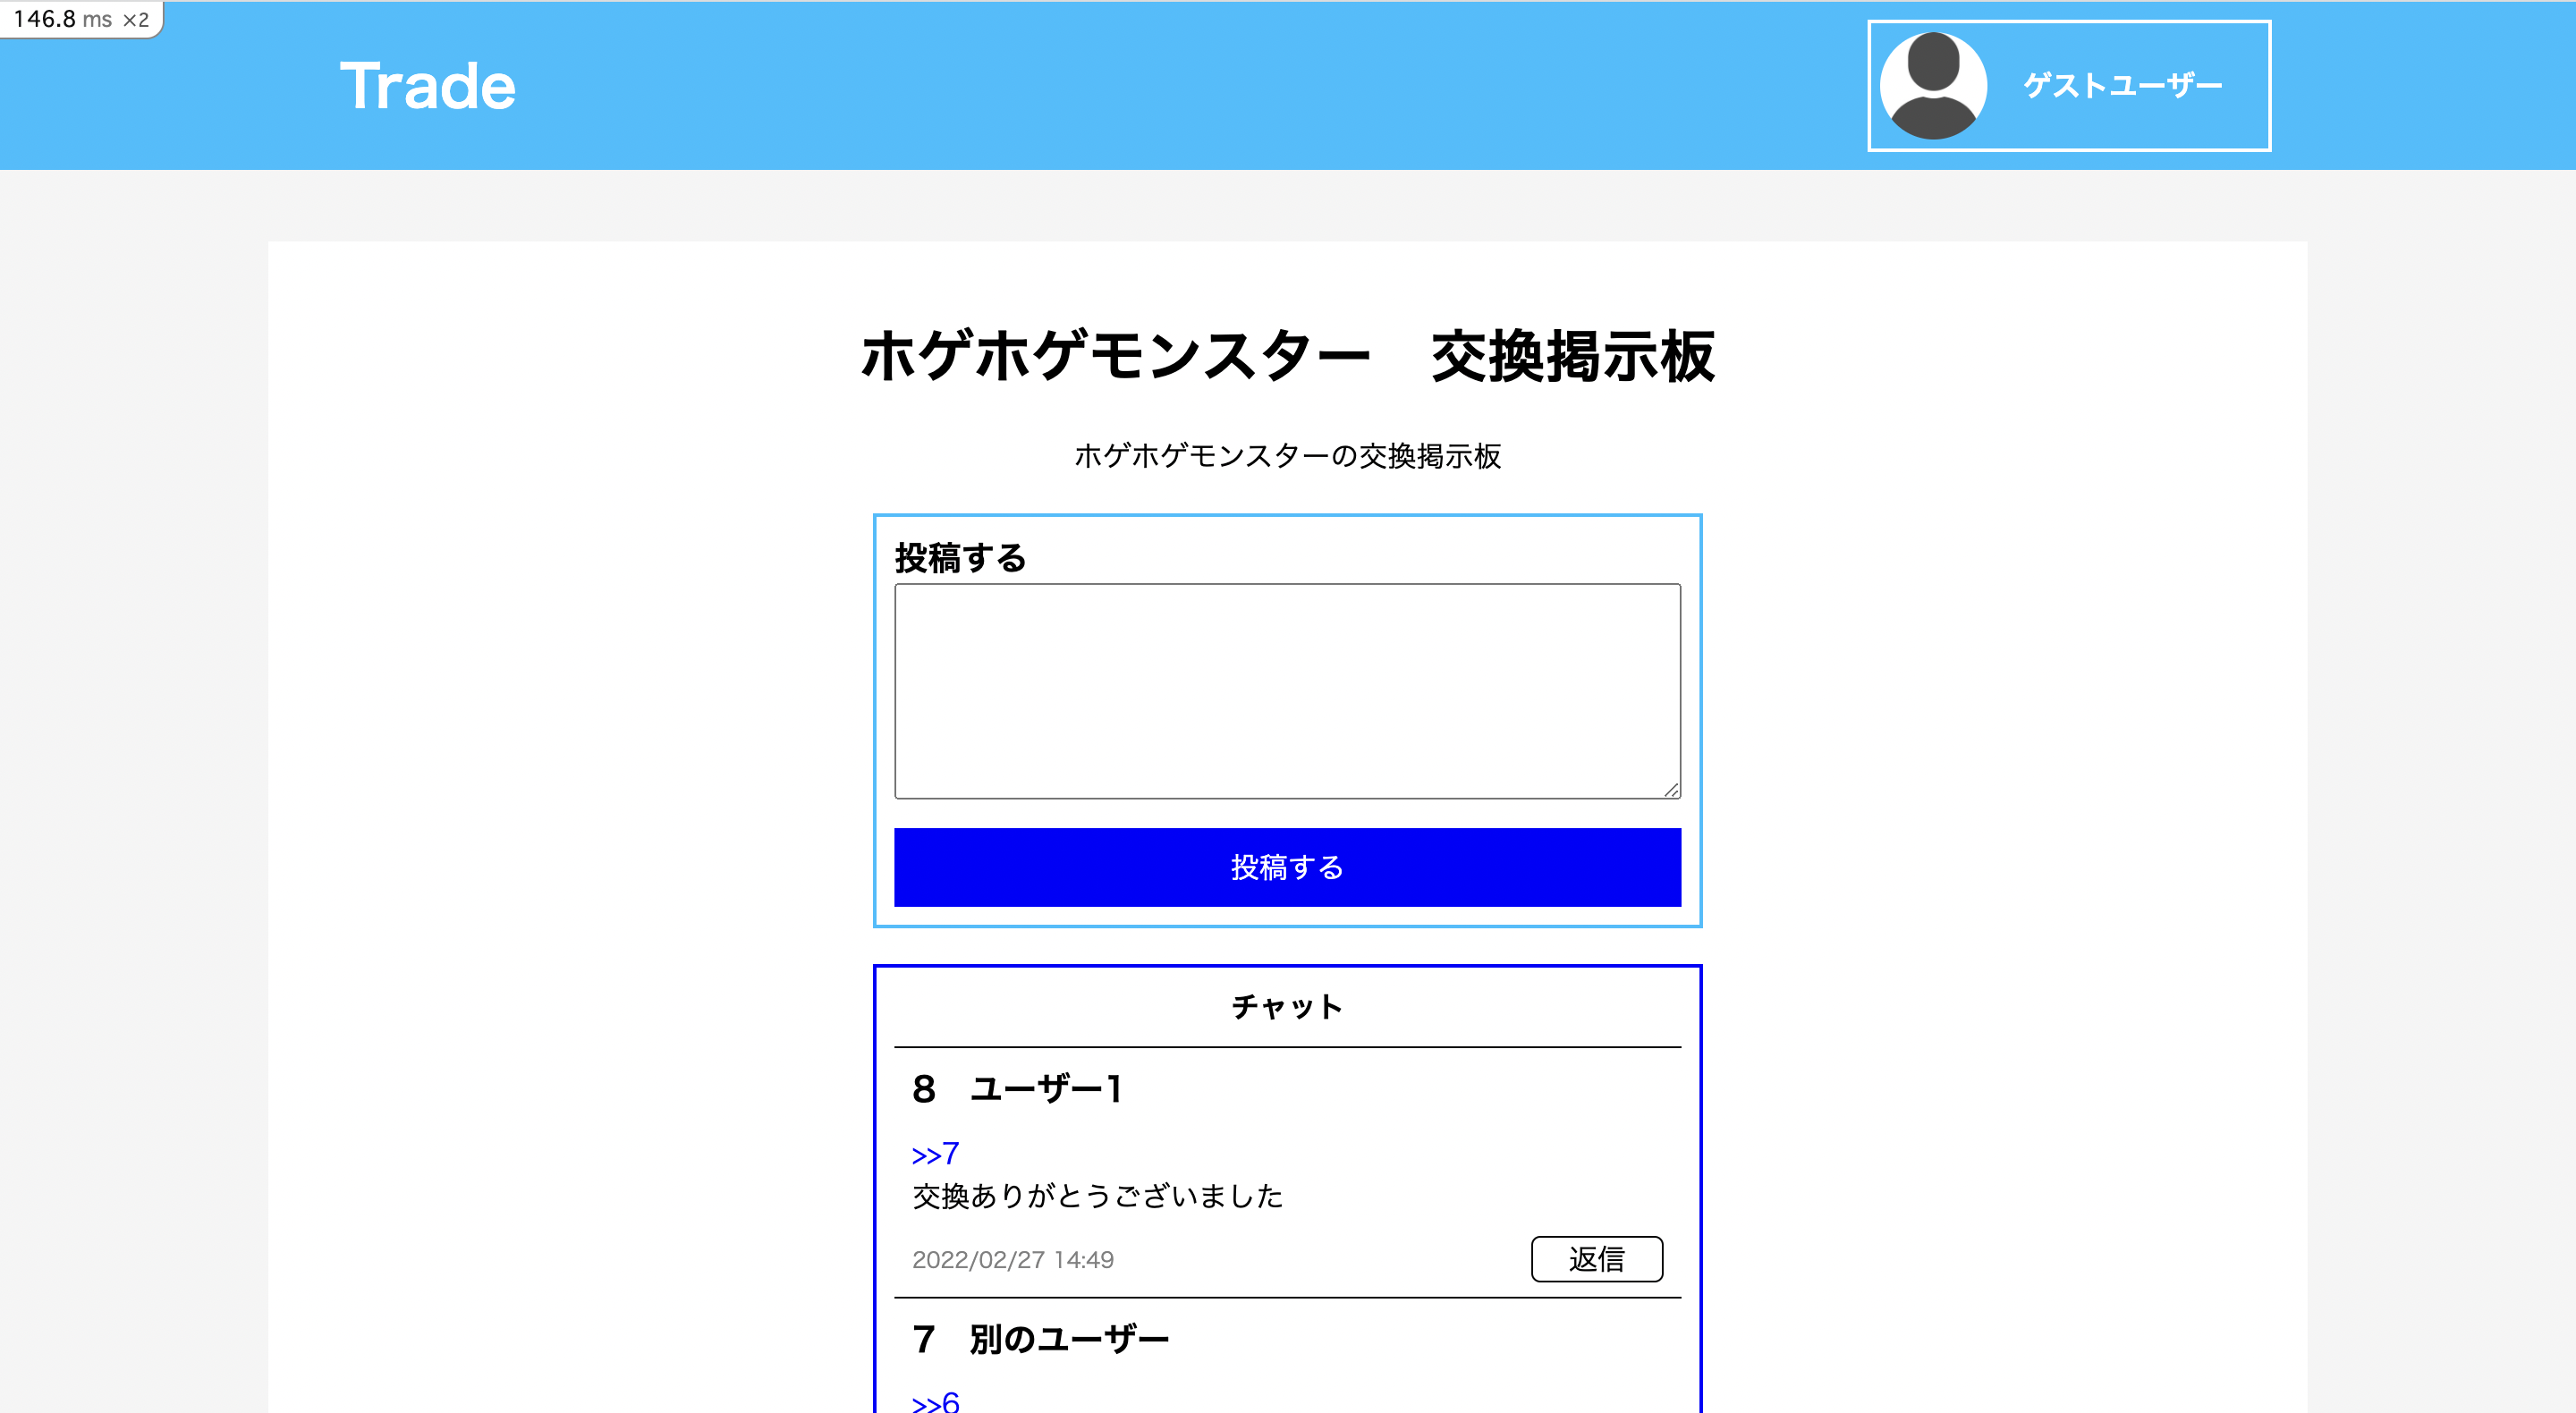 146.8 ms ×2
Trade
ゲストユーザー
ホゲホゲモンスター　交換掲示板
ホゲホゲモンスターの交換掲示板
投稿する
投稿する
チャット
8　ユーザー1
>>7
交換ありがとうございました
2022/02/27 14:49
返信
7　別のユーザー
>>6